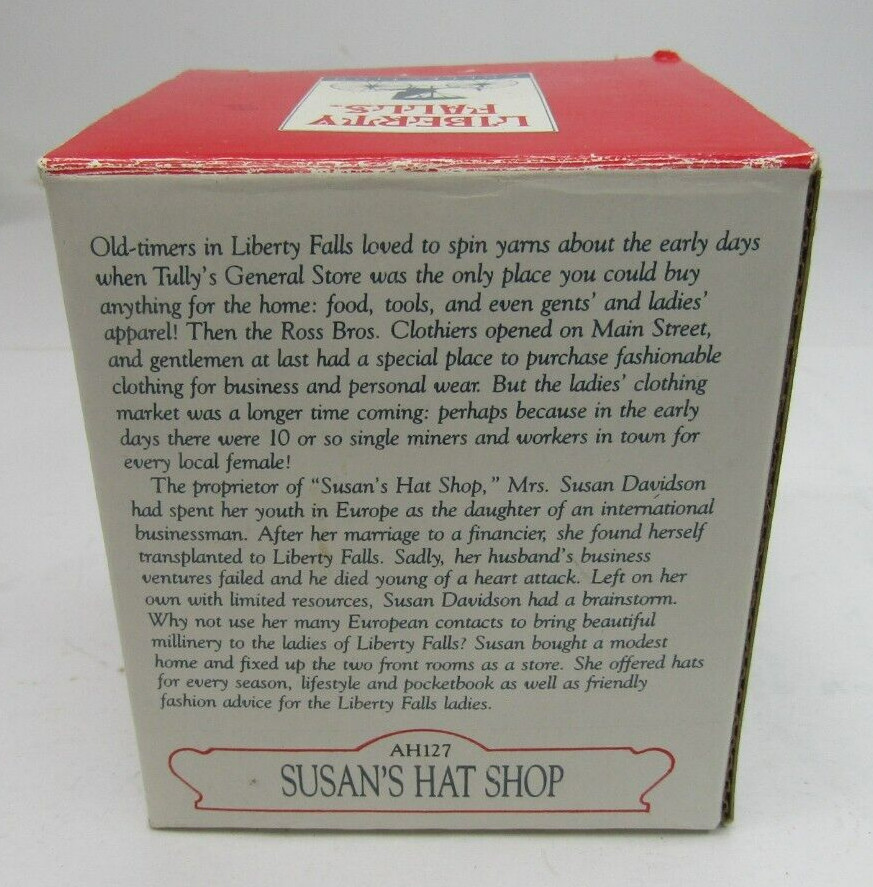 LIBERTY
FALLS™
Old-timers in Liberty Falls loved to spin yarns about the early days
when Tully's General Store was the only place you could buy
anything for the home: food, tools, and even gents' and ladies'
apparel! Then the Ross Bros. Clothiers opened on Main Street,
and gentlemen at last had a special place to purchase fashionable
clothing for business and personal wear. But the ladies' clothing
market was a longer time coming: perhaps because in the early
days there were 10 or so single miners and workers in town for
every local female!
The proprietor of "Susan's Hat Shop," Mrs. Susan Davidson
had spent her youth in Europe as the daughter of an international
businessman. After her marriage to a financier, she found herself
transplanted to Liberty Falls. Sadly, her husband's business
ventures failed and he died young of a heart attack. Left on her
own with limited resources, Susan Davidson had a brainstorm.
Why not use her many European contacts to bring beautiful
millinery to the ladies of Liberty Falls? Susan bought a modest
home and fixed up the two front rooms as a store. She offered hats
for every season, lifestyle and pocketbook as well as friendly
fashion advice for the Liberty Falls ladies.
AH127
SUSAN'S HAT SHOP